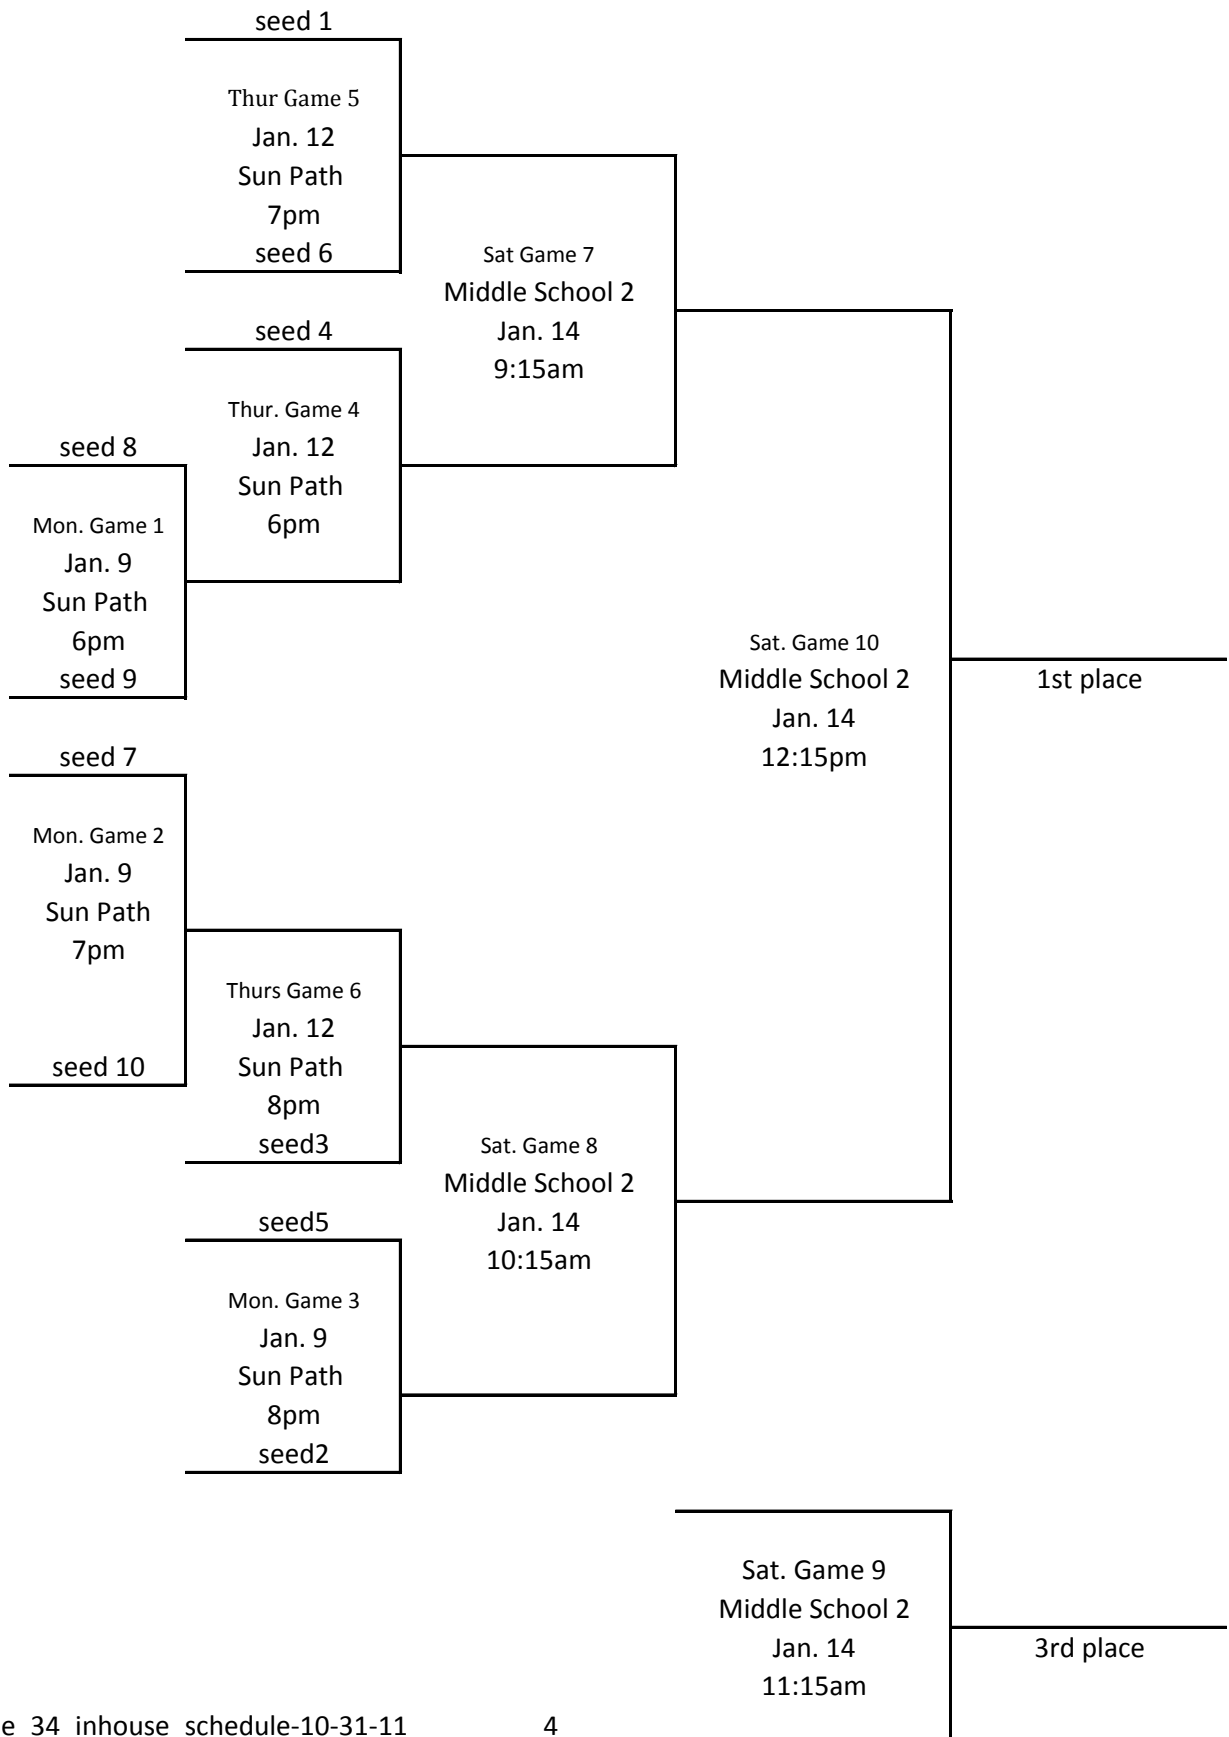 seed 1
Thur Game 5
Jan. 12
Sun Path
7pm
seed 6
Sat Game 7
Middle School 2
Jan. 14
9:15am
seed 4
Thur. Game 4
Jan. 12
Sun Path
6pm
seed 8
Mon. Game 1
Jan. 9
Sun Path
6pm
seed 9
Sat. Game 10
Middle School 2
Jan. 14
12:15pm
1st place
seed 7
Mon. Game 2
Jan. 9
Sun Path
7pm
seed 10
Thurs Game 6
Jan. 12
Sun Path
8pm
seed3
Sat. Game 8
Middle School 2
Jan. 14
10:15am
seed5
Mon. Game 3
Jan. 9
Sun Path
8pm
seed2
Sat. Game 9
Middle School 2
Jan. 14
11:15am
3rd place
e 34 inhouse schedule-10-31-11 4